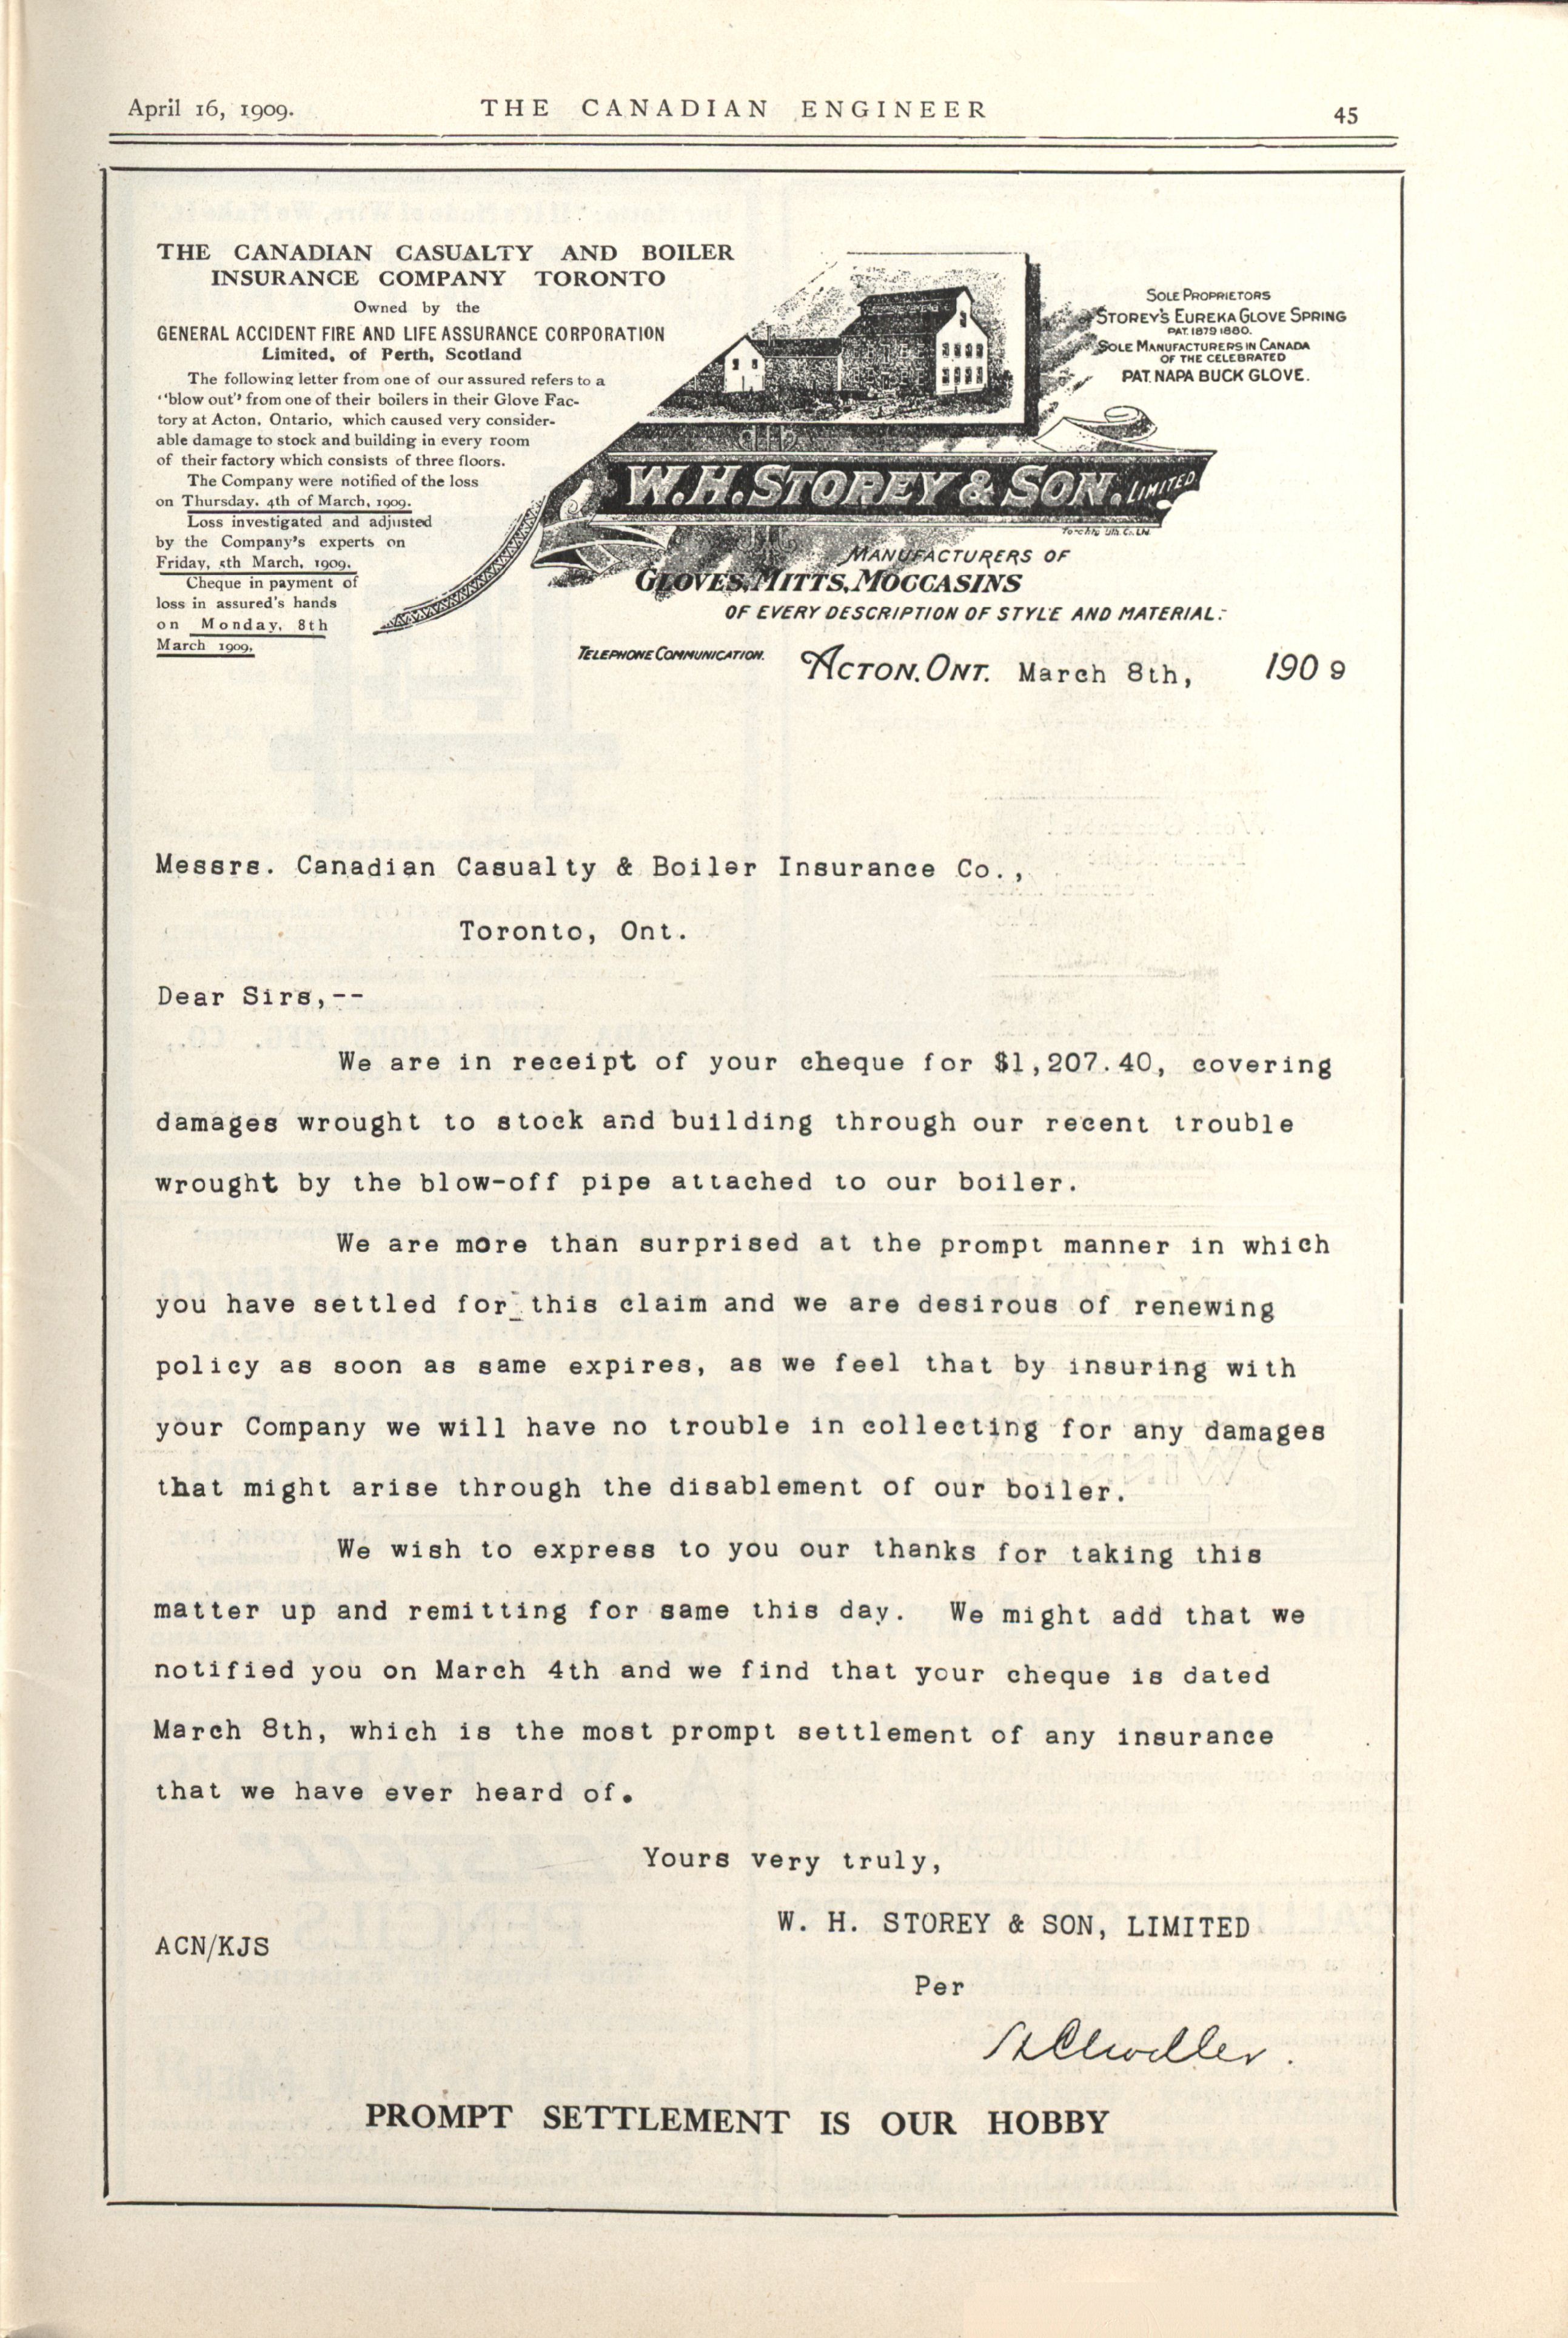 April 16, 1909.
THE CANADIAN ENGINEER
45
THE CANADIAN CASUALTY AND BOILER
INSURANCE COMPANY TORONTO
Owned by the
GENERAL ACCIDENT FIRE AND LIFE ASSURANCE CORPORATION
Limited, of Perth, Scotland
The following letter from one of our assured refers to a
"blow out" from one of their boilers in their Glove Fac-
tory at Acton, Ontario, which caused very consider-
able damage to stock and building in every room
of their factory which consists of three floors.
The Company were notified of the loss
on Thursday, 4th of March, 1909.
Loss investigated and adjusted
by the Company's experts on
Friday, 5th March, 1909.
Cheque in payment of
loss in assured's hands
on Monday, 8th
March 1909.
SOLE PROPRIETORS
STOREY'S EUREKA GLOVE SPRING
PAT. 1879 1880.
SOLE MANUFACTURERS IN CANADA
OF THE CELEBRATED
PAT. NAPA BUCK GLOVE.
W.H. STOREY & SON. LIMITED
MANUFACTURERS OF
GLOVES, MITTS, MOCCASINS
OF EVERY DESCRIPTION OF STYLE AND MATERIAL.
TELEPHONE COMMUNICATION.
ACTON, ONT. March 8th, 1909
Messrs. Canadian Casualty & Boiler Insurance Co.,
Toronto, Ont.
Dear Sirs,--
We are in receipt of your cheque for $1,207.40, covering
damages wrought to stock and building through our recent trouble
wrought by the blow-off pipe attached to our boiler.
We are more than surprised at the prompt manner in which
you have settled for this claim and we are desirous of renewing
policy as soon as same expires, as we feel that by insuring with
your Company we will have no trouble in collecting for any damages
that might arise through the disablement of our boiler.
We wish to express to you our thanks for taking this
matter up and remitting for same this day. We might add that we
notified you on March 4th and we find that your cheque is dated
March 8th, which is the most prompt settlement of any insurance
that we have ever heard of.
Yours very truly,
W. H. STOREY & SON, LIMITED
ACN/KJS
Per
PROMPT SETTLEMENT IS OUR HOBBY